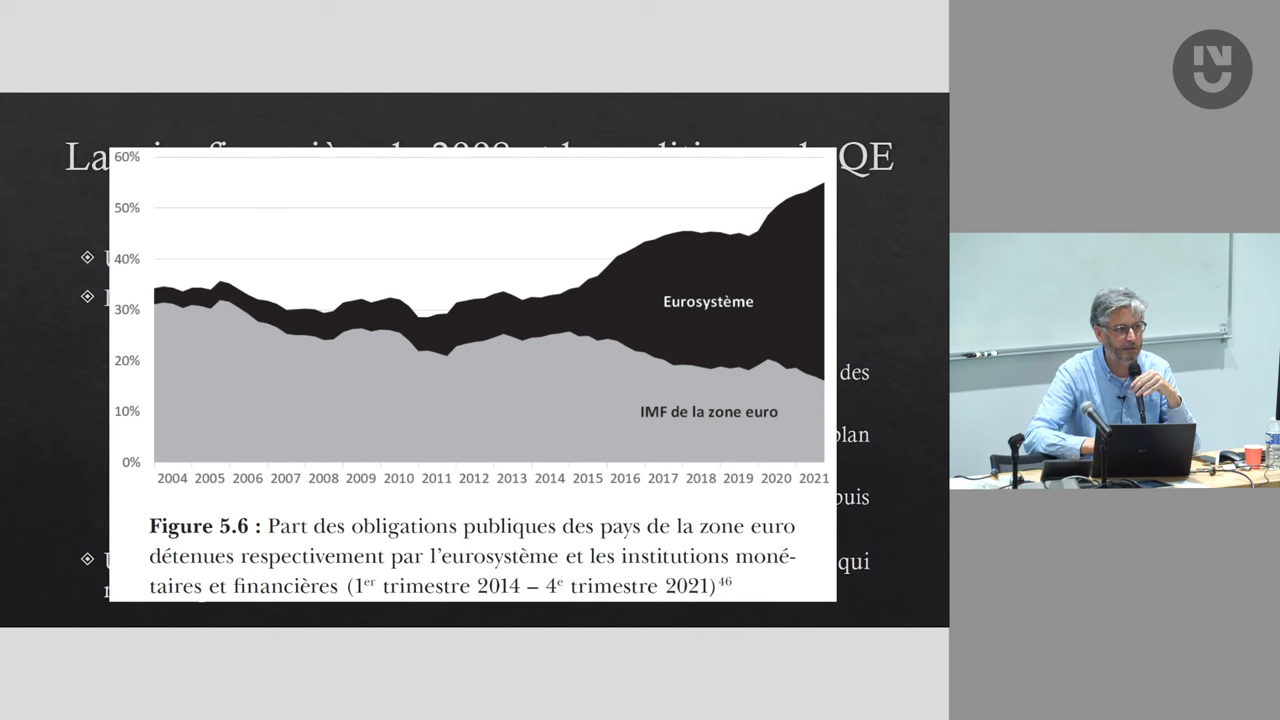 La
QE
60%
50%
40%
30%
20%
10%
0%
Eurosystème
IMF de la zone euro
2004 2005 2006 2007 2008 2009 2010 2011 2012 2013 2014 2015 2016 2017 2018 2019 2020 2021
des
plan
puis
qui
Figure 5.6 : Part des obligations publiques des pays de la zone euro
détenues respectivement par l’eurosystème et les institutions moné-
taires et financières (1er trimestre 2014 – 4e trimestre 2021)46